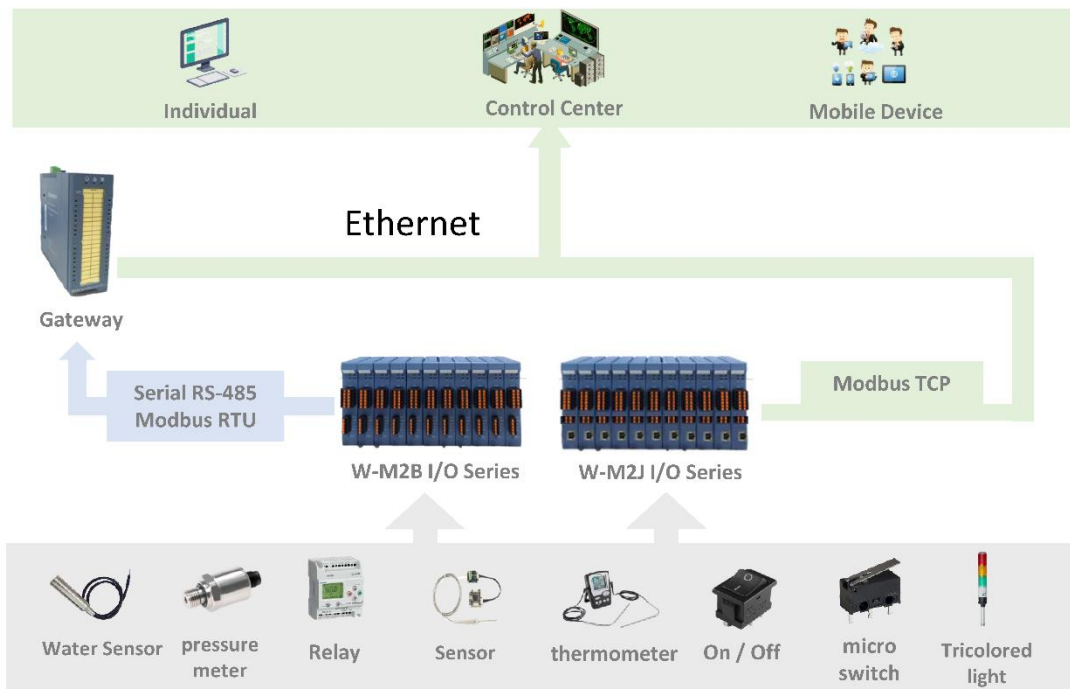 Individual
Control Center
Mobile Device
Ethernet
Gateway
Serial RS-485
Modbus RTU
Modbus TCP
W-M2B I/O Series
W-M2J I/O Series
Water Sensor
pressure
meter
Relay
Sensor
thermometer
On / Off
micro
switch
Tricolored
light